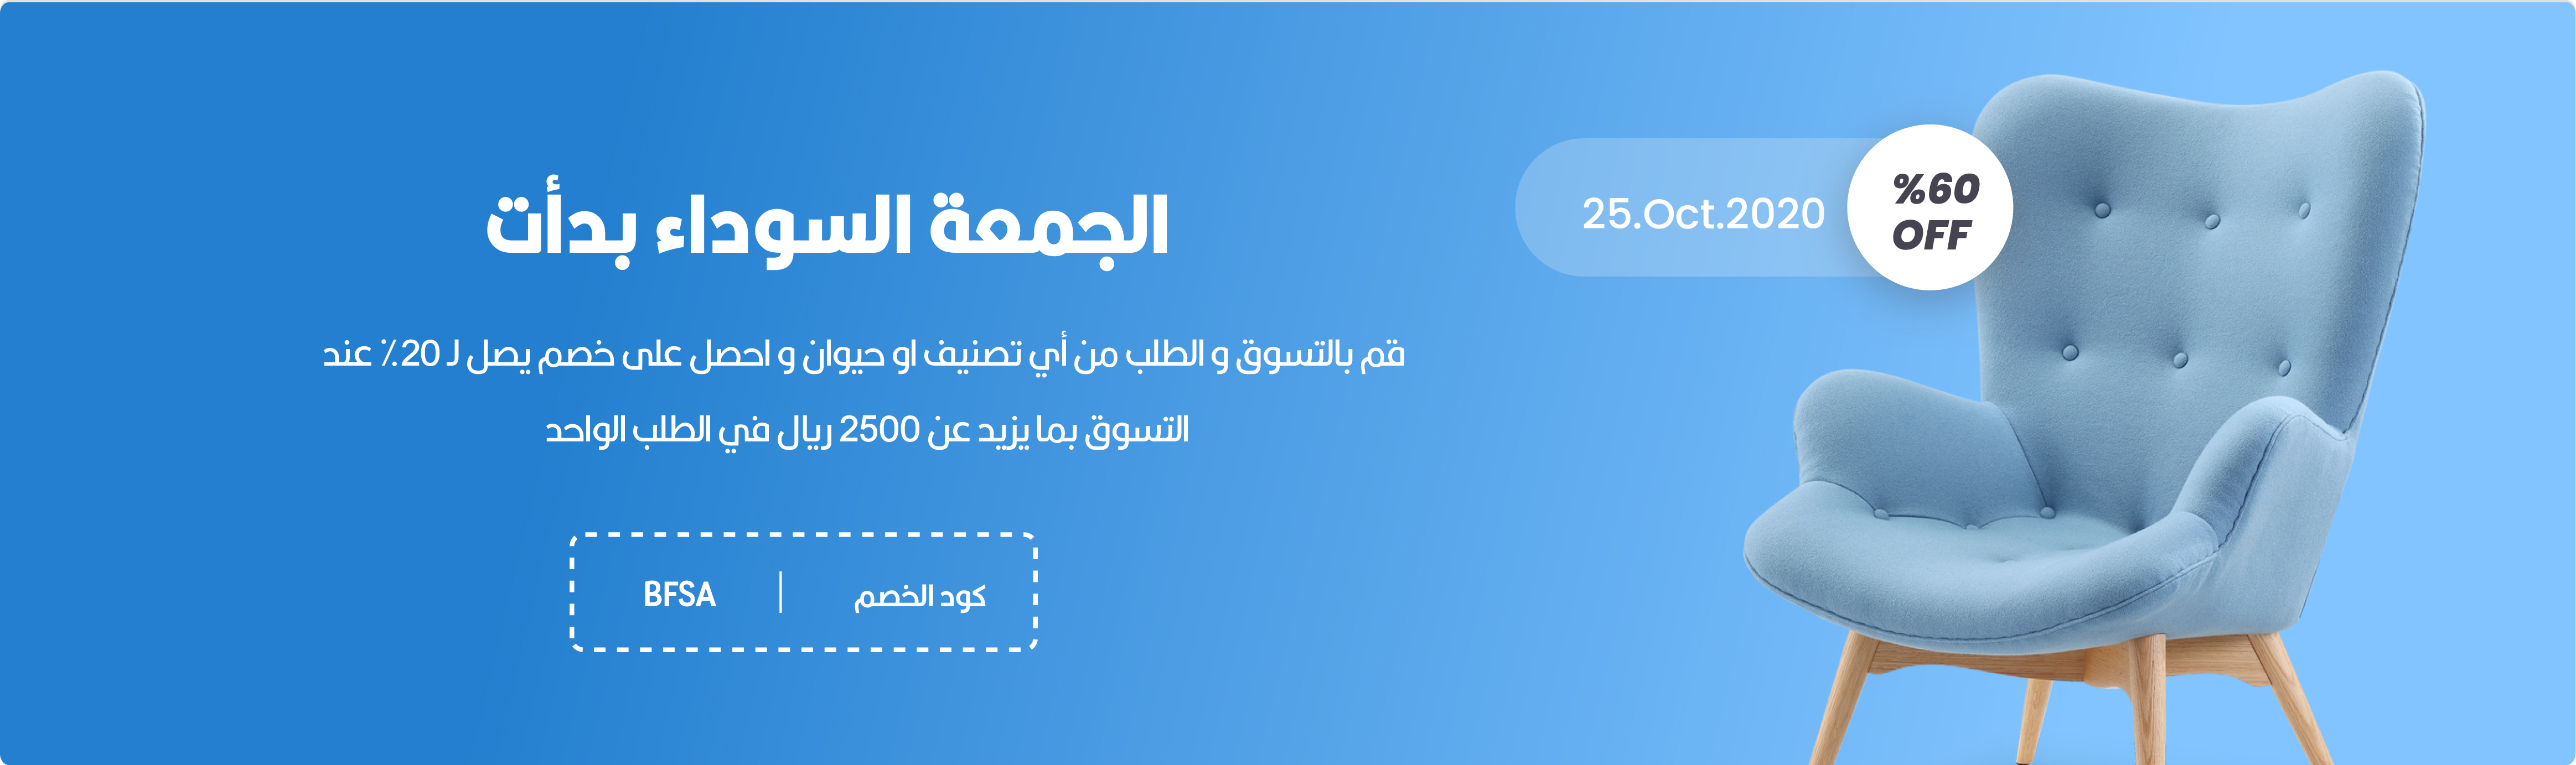 الجمعة السوداء بدأت
قم بالتسوق و الطلب من أي تصنيف او حيوان و احصل على خصم يصل لـ 20٪ عند
التسوق بما يزيد عن 2500 ريال في الطلب الواحد
كود الخصم | BFSA
25.Oct.2020
%60
OFF